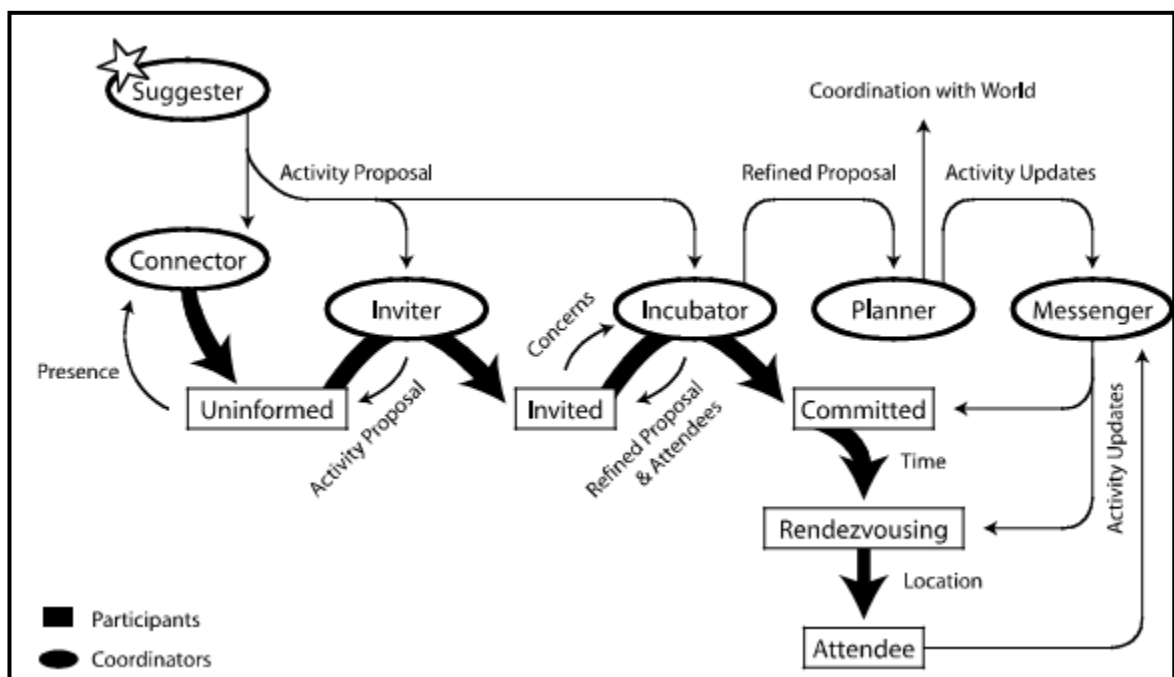 Suggester
Coordination with World
Activity Proposal
Refined Proposal
Activity Updates
Connector
Inviter
Incubator
Planner
Messenger
Concerns
Presence
Uninformed
Invited
Committed
Activity Proposal
Refined Proposal
& Attendees
Time
Activity Updates
Rendezvousing
Location
Participants
Attendee
Coordinators